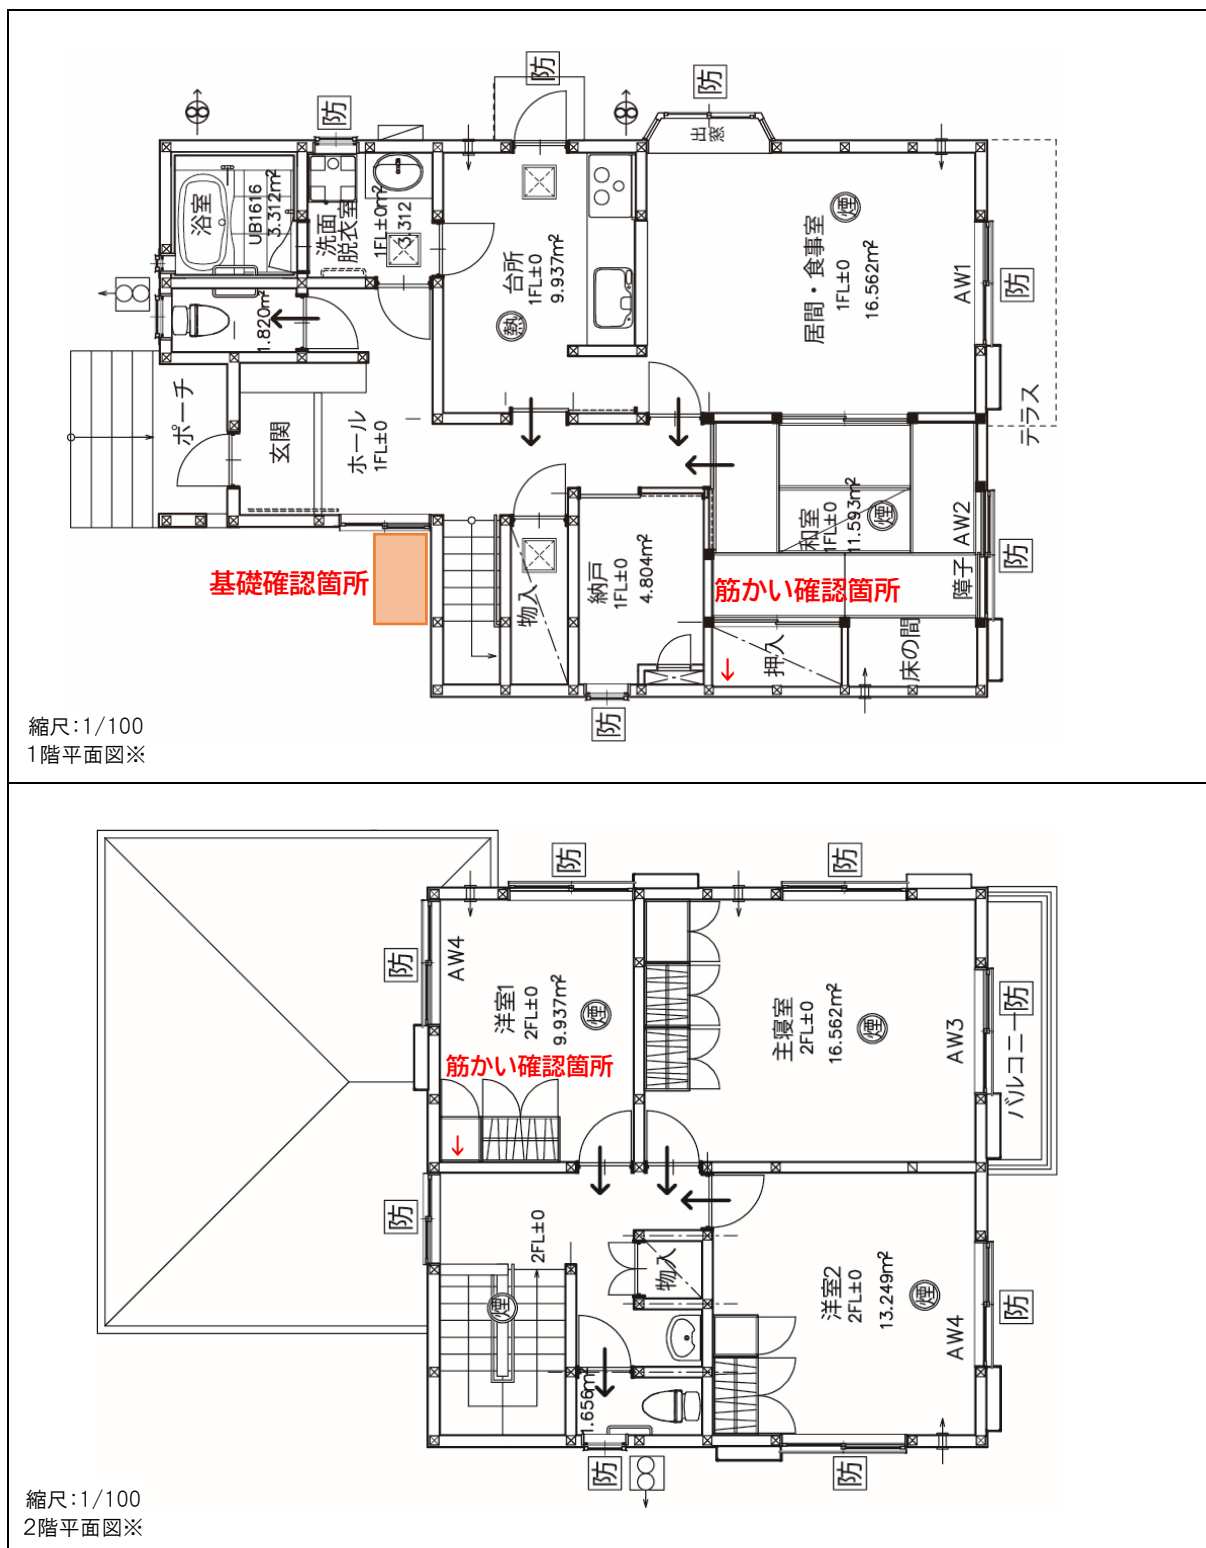 防
防
防
出窓
浴室
UB1616
3.312m²
洗面
脱衣室
1FL±0
3.312m²
台所
1FL±0
9.937m²
熱
居間・食事室
1FL±0
16.562m²
煙
AW1
防
1.820m²
ポーチ
玄関
ホール
1FL±0
テラス
和室
1FL±0
11.593m²
煙
AW2
防
障子
基礎確認箇所
筋かい確認箇所
物入
納戸
1FL±0
4.804m²
押入
床の間
防
縮尺:1/100
1階平面図※
防
防
防
AW4
洋室1
2FL±0
9.937m²
煙
主寝室
2FL±0
16.562m²
煙
AW3
バルコニー
防
筋かい確認箇所
防
2FL±0
物入
煙
洋室2
2FL±0
13.249m²
煙
AW4
防
1.656m²
防
防
縮尺:1/100
2階平面図※